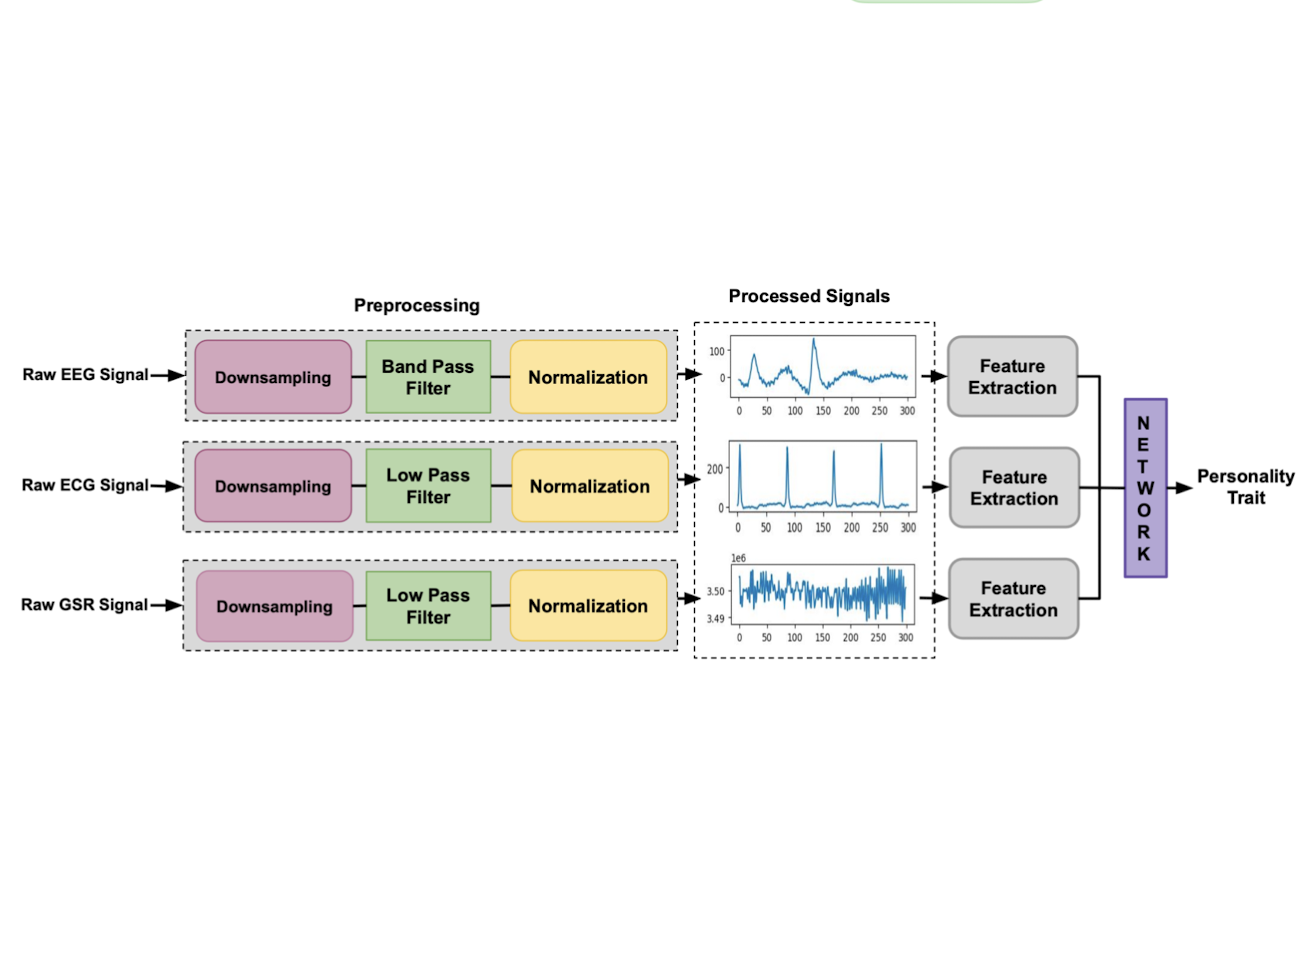 Preprocessing
Processed Signals
Raw EEG Signal
Downsampling
Band Pass
Filter
Normalization
100
0
0 50 100 150 200 250 300
Feature
Extraction
Raw ECG Signal
Downsampling
Low Pass
Filter
Normalization
200
0
0 50 100 150 200 250 300
Feature
Extraction
Raw GSR Signal
Downsampling
Low Pass
Filter
Normalization
1e6
3.50
3.49
0 50 100 150 200 250 300
Feature
Extraction
N
E
T
W
O
R
K
Personality
Trait